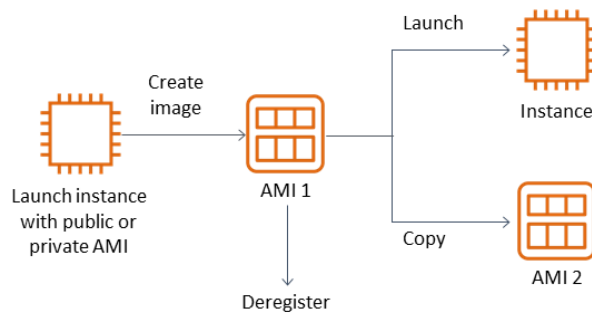 Launch
Create
image
Instance
AMI 1
Launch instance
with public or
private AMI
Copy
AMI 2
Deregister